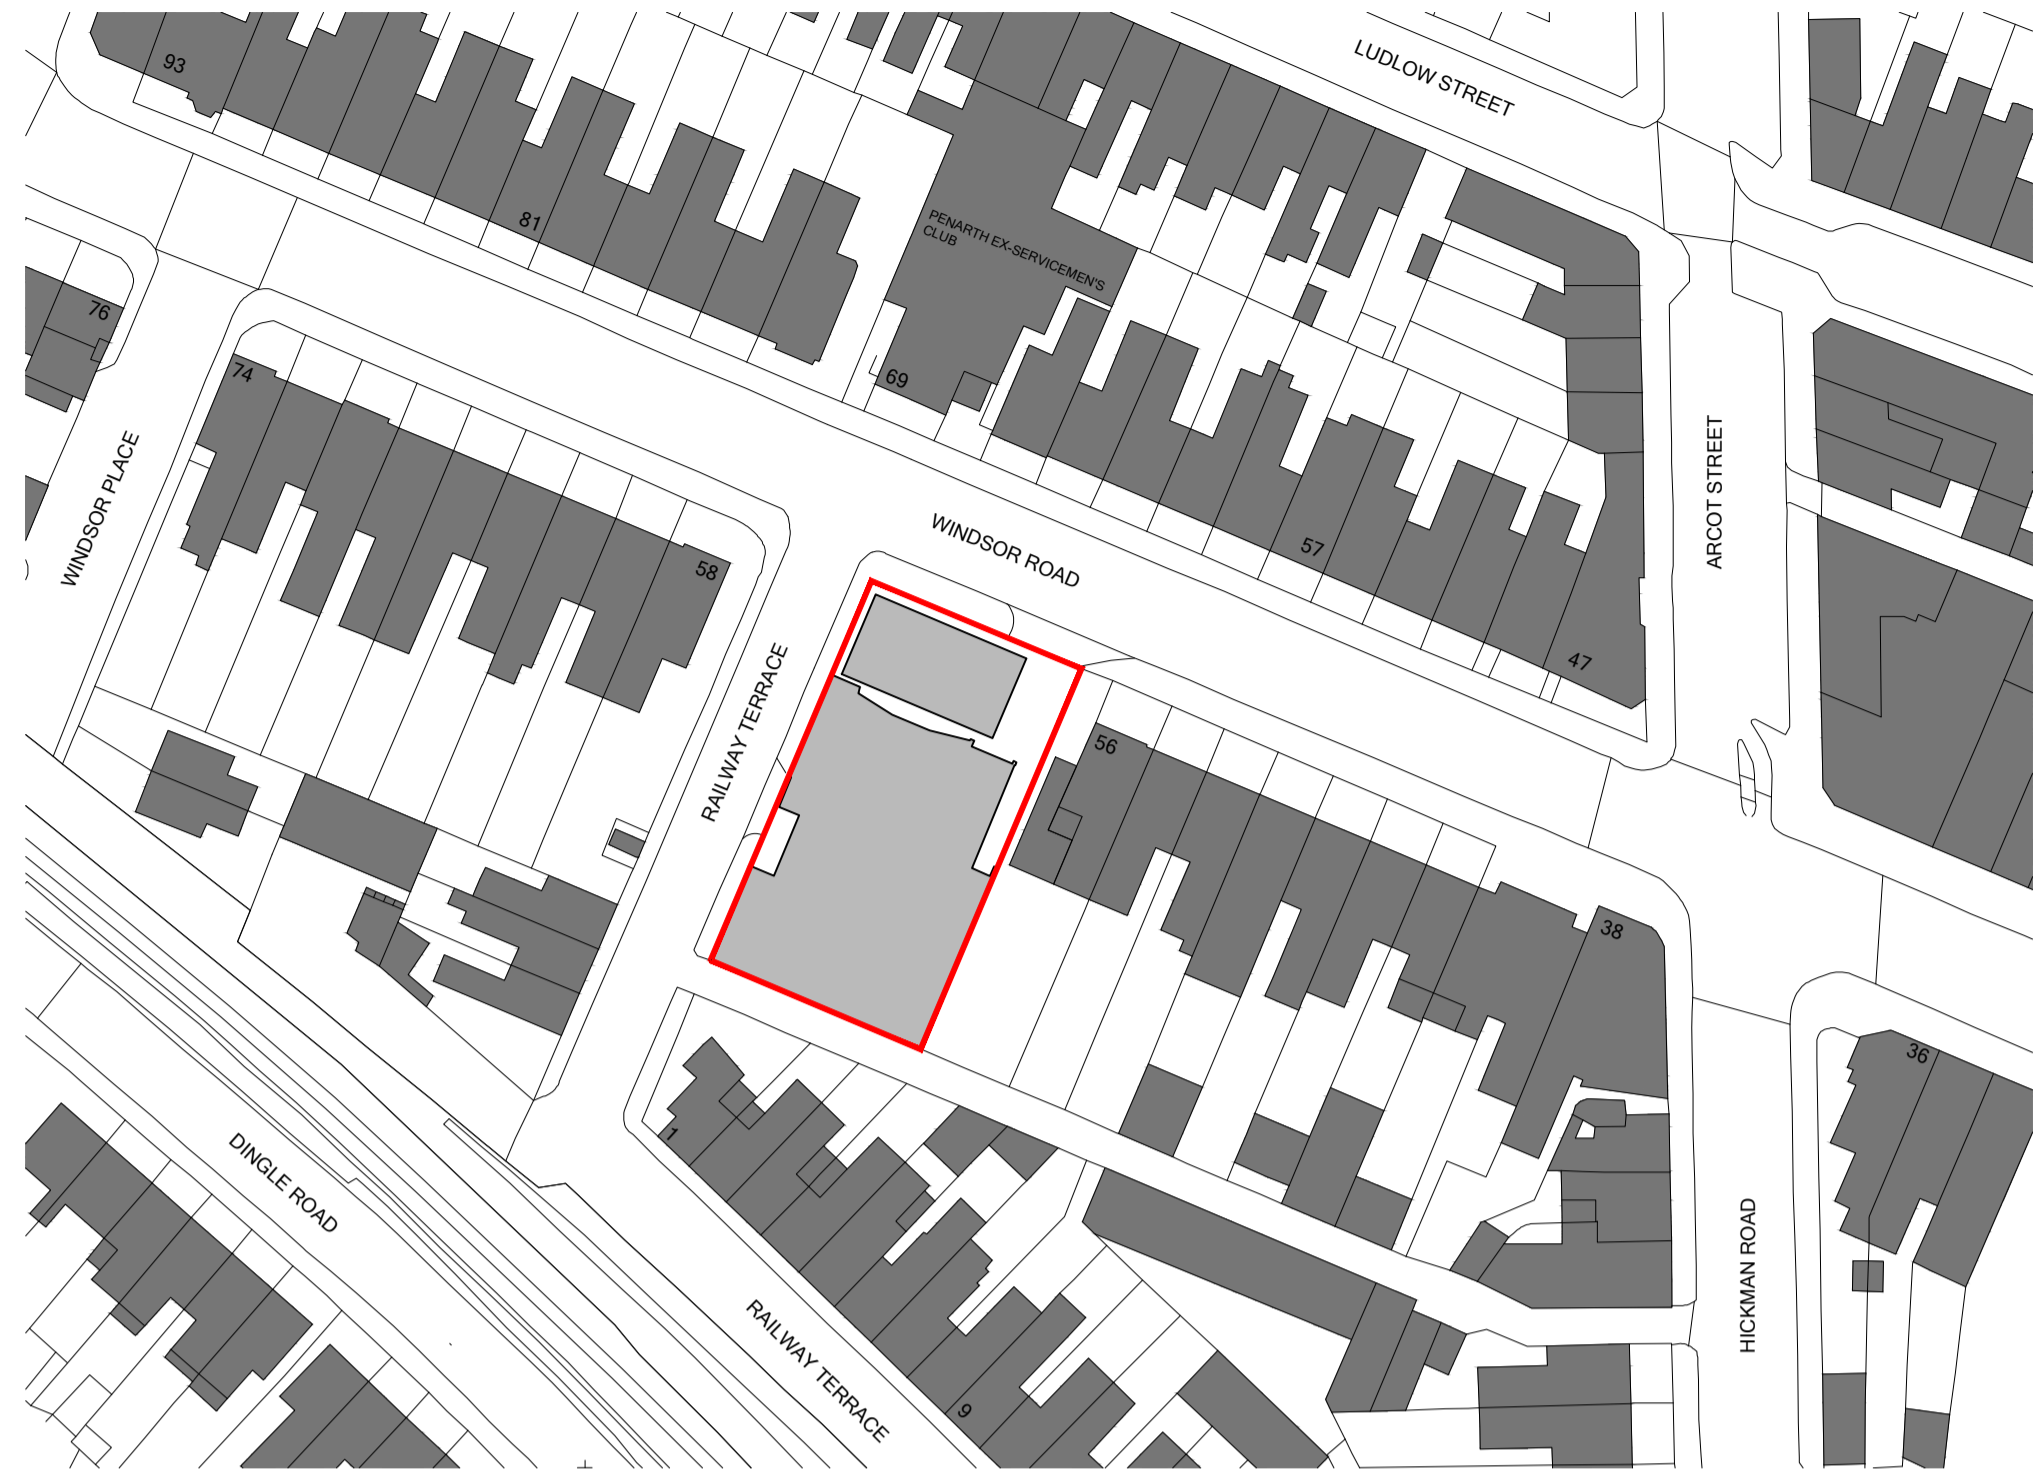 LUDLOW STREET
93
81
PENARTH EX-SERVICEMEN'S
CLUB
76
74
69
WINDSOR PLACE
ARCOT STREET
WINDSOR ROAD
57
58
47
RAILWAY TERRACE
56
38
36
1
DINGLE ROAD
HICKMAN ROAD
RAILWAY TERRACE
9